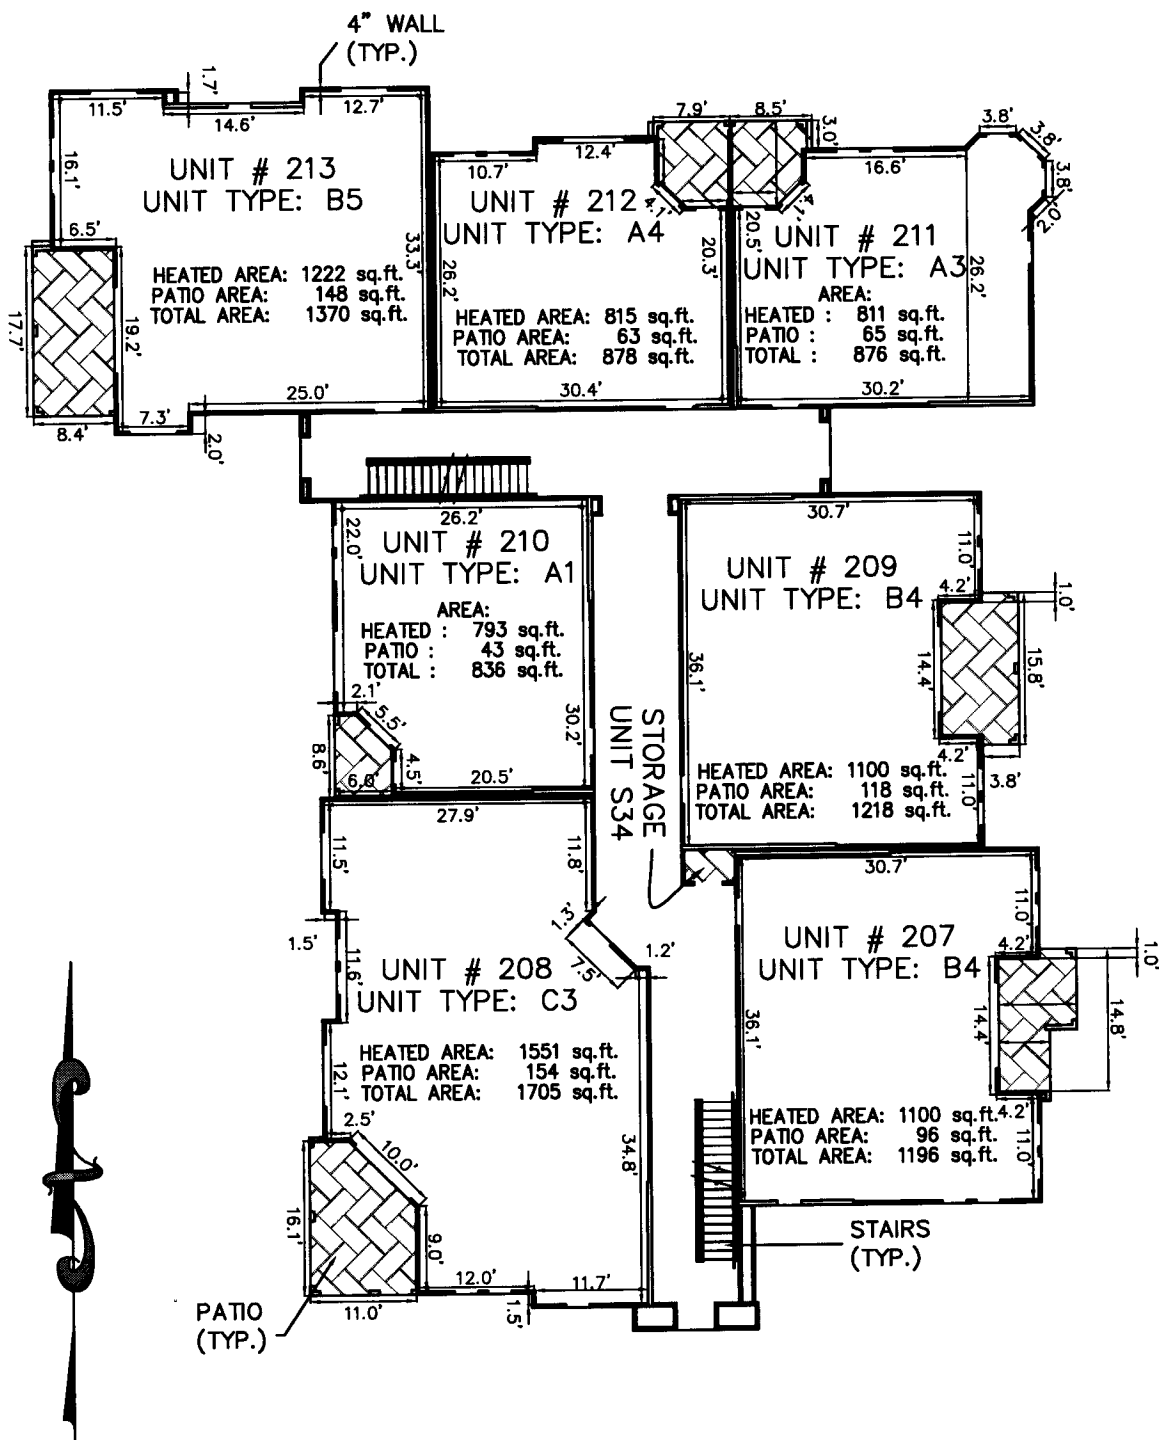 4" WALL
(TYP.)
1.7'
11.5'
14.6'
12.7'
16.1'
UNIT # 213
UNIT TYPE: B5
6.5'
33.3'
HEATED AREA: 1222 sq.ft.
PATIO AREA: 148 sq.ft.
TOTAL AREA: 1370 sq.ft.
17.7'
19.2'
25.0'
7.3'
8.4'
2.0'
7.9'
8.5'
3.0'
12.4'
10.7'
4.1'
UNIT # 212
UNIT TYPE: A4
26.2'
20.3'
HEATED AREA: 815 sq.ft.
PATIO AREA: 63 sq.ft.
TOTAL AREA: 878 sq.ft.
30.4'
3.8'
3.8'
3.8'
2.0'
16.6'
4.1'
20.5'
UNIT # 211
UNIT TYPE: A3
26.2'
AREA:
HEATED : 811 sq.ft.
PATIO : 65 sq.ft.
TOTAL : 876 sq.ft.
30.2'
26.2'
22.0'
UNIT # 210
UNIT TYPE: A1
AREA:
HEATED : 793 sq.ft.
PATIO : 43 sq.ft.
TOTAL : 836 sq.ft.
2.1'
5.5'
30.2'
8.6'
6.0'
4.5'
20.5'
30.7'
11.0'
UNIT # 209
UNIT TYPE: B4
4.2'
1.0'
36.1'
14.4'
15.8'
4.2'
3.8'
HEATED AREA: 1100 sq.ft.
PATIO AREA: 118 sq.ft.
TOTAL AREA: 1218 sq.ft.
11.0'
STORAGE
UNIT S34
27.9'
11.5'
11.8'
1.3'
7.5'
1.2'
1.5'
11.6'
UNIT # 208
UNIT TYPE: C3
HEATED AREA: 1551 sq.ft.
PATIO AREA: 154 sq.ft.
TOTAL AREA: 1705 sq.ft.
12.1'
2.5'
10.0'
34.8'
16.1'
9.0'
12.0'
11.7'
11.0'
1.5'
PATIO
(TYP.)
30.7'
11.0'
UNIT # 207
UNIT TYPE: B4
4.2'
1.0'
36.1'
14.4'
14.8'
HEATED AREA: 1100 sq.ft.
PATIO AREA: 96 sq.ft.
TOTAL AREA: 1196 sq.ft.
4.2'
11.0'
STAIRS
(TYP.)